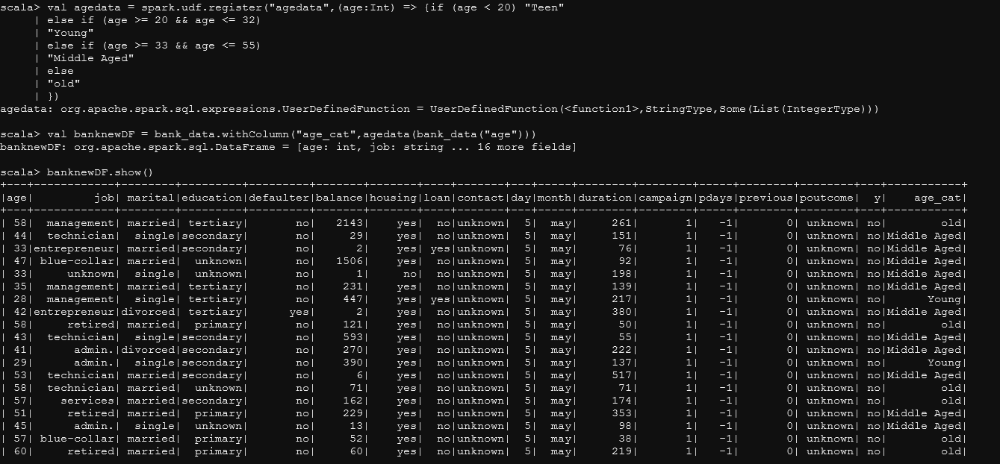 scala> val agedata = spark.udf.register("agedata",(age:Int) => {if (age < 20) "Teen"
     | else if (age >= 20 && age <= 32)
     | "Young"
     | else if (age >= 33 && age <= 55)
     | "Middle Aged"
     | else
     | "old"
     | })
agedata: org.apache.spark.sql.expressions.UserDefinedFunction = UserDefinedFunction(<function1>,StringType,Some(List(IntegerType)))

scala> val banknewDF = bank_data.withColumn("age_cat",agedata(bank_data("age")))
banknewDF: org.apache.spark.sql.DataFrame = [age: int, job: string ... 16 more fields]

scala> banknewDF.show()
+---+------------+--------+---------+---------+-------+-------+----+-------+---+-----+--------+--------+-----+--------+--------+---+-----------+
|age|         job| marital|education|defaulter|balance|housing|loan|contact|day|month|duration|campaign|pdays|previous|poutcome|  y|    age_cat|
+---+------------+--------+---------+---------+-------+-------+----+-------+---+-----+--------+--------+-----+--------+--------+---+-----------+
| 58|  management| married| tertiary|       no|   2143|    yes|  no|unknown|  5|  may|     261|       1|   -1|       0| unknown| no|        old|
| 44|  technician|  single|secondary|       no|     29|    yes|  no|unknown|  5|  may|     151|       1|   -1|       0| unknown| no|Middle Aged|
| 33|entrepreneur| married|secondary|       no|      2|    yes| yes|unknown|  5|  may|      76|       1|   -1|       0| unknown| no|Middle Aged|
| 47| blue-collar| married|  unknown|       no|   1506|    yes|  no|unknown|  5|  may|      92|       1|   -1|       0| unknown| no|Middle Aged|
| 33|     unknown|  single|  unknown|       no|      1|     no|  no|unknown|  5|  may|     198|       1|   -1|       0| unknown| no|Middle Aged|
| 35|  management| married| tertiary|       no|    231|    yes|  no|unknown|  5|  may|     139|       1|   -1|       0| unknown| no|Middle Aged|
| 28|  management|  single| tertiary|       no|    447|    yes| yes|unknown|  5|  may|     217|       1|   -1|       0| unknown| no|      Young|
| 42|entrepreneur|divorced| tertiary|      yes|      2|    yes|  no|unknown|  5|  may|     380|       1|   -1|       0| unknown| no|Middle Aged|
| 58|     retired| married|  primary|       no|    121|    yes|  no|unknown|  5|  may|      50|       1|   -1|       0| unknown| no|        old|
| 43|  technician|  single|secondary|       no|    593|    yes|  no|unknown|  5|  may|      55|       1|   -1|       0| unknown| no|Middle Aged|
| 41|      admin.|divorced|secondary|       no|    270|    yes|  no|unknown|  5|  may|     222|       1|   -1|       0| unknown| no|Middle Aged|
| 29|      admin.|  single|secondary|       no|    390|    yes|  no|unknown|  5|  may|     137|       1|   -1|       0| unknown| no|      Young|
| 53|  technician| married|secondary|       no|      6|    yes|  no|unknown|  5|  may|     517|       1|   -1|       0| unknown| no|Middle Aged|
| 58|  technician| married|  unknown|       no|     71|    yes|  no|unknown|  5|  may|      71|       1|   -1|       0| unknown| no|        old|
| 57|    services| married|secondary|       no|    162|    yes|  no|unknown|  5|  may|     174|       1|   -1|       0| unknown| no|        old|
| 51|     retired| married|  primary|       no|    229|    yes|  no|unknown|  5|  may|     353|       1|   -1|       0| unknown| no|Middle Aged|
| 45|      admin.|  single|  unknown|       no|     13|    yes|  no|unknown|  5|  may|      98|       1|   -1|       0| unknown| no|Middle Aged|
| 57| blue-collar| married|  primary|       no|     52|    yes|  no|unknown|  5|  may|      38|       1|   -1|       0| unknown| no|        old|
| 60|     retired| married|  primary|       no|     60|    yes|  no|unknown|  5|  may|     219|       1|   -1|       0| unknown| no|        old|